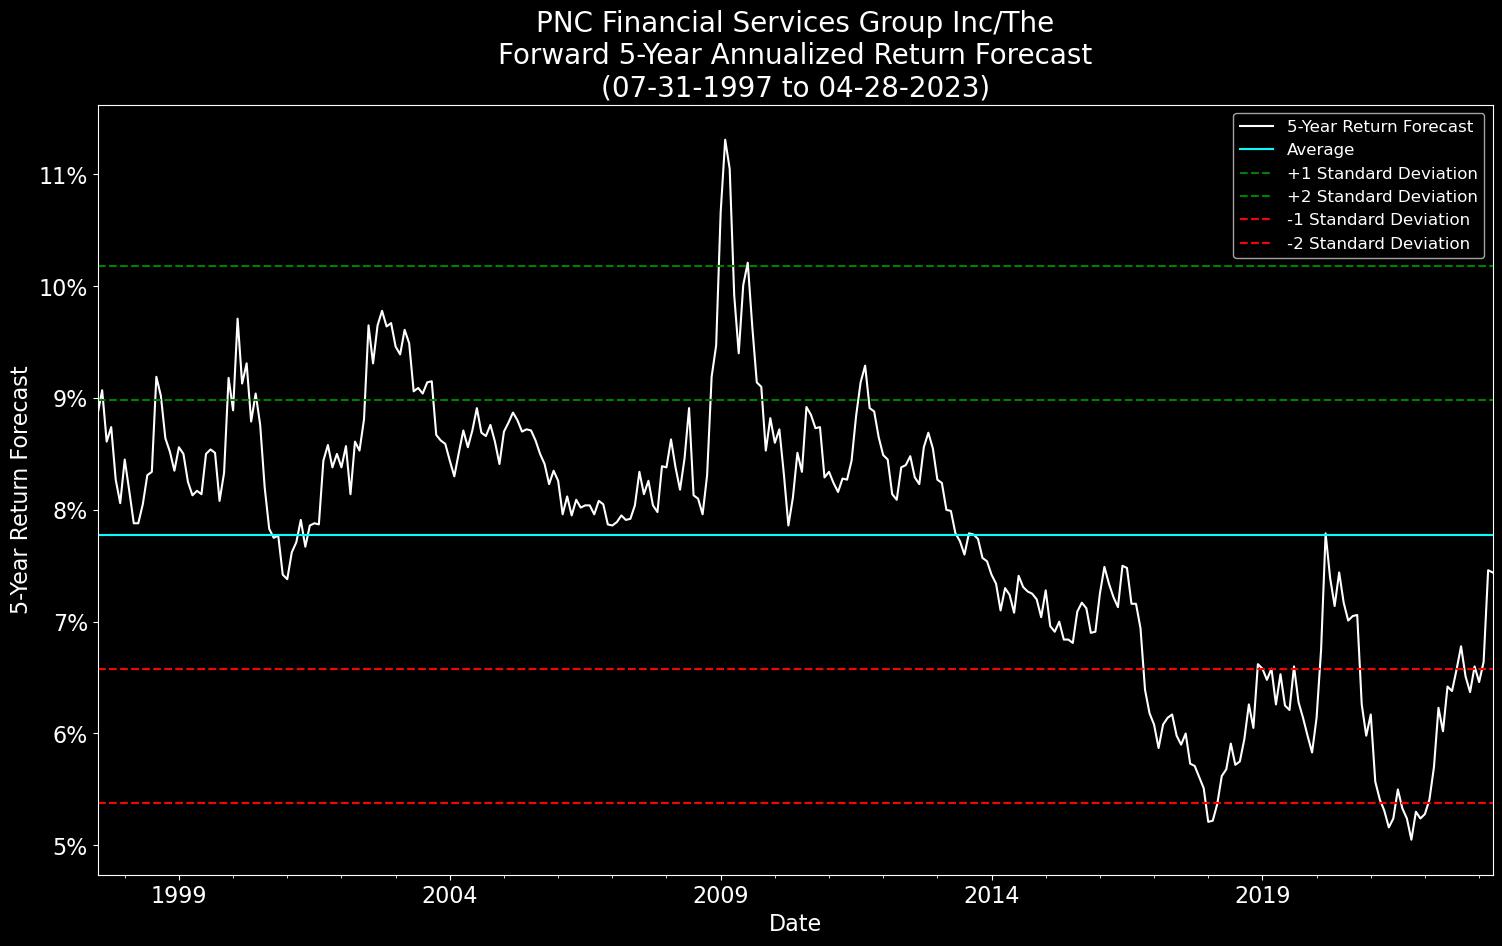 PNC Financial Services Group Inc/The
Forward 5-Year Annualized Return Forecast
(07-31-1997 to 04-28-2023)
5-Year Return Forecast
Average
+1 Standard Deviation
+2 Standard Deviation
-1 Standard Deviation
-2 Standard Deviation
5-Year Return Forecast
11%
10%
9%
8%
7%
6%
5%
1999 2004 2009 2014 2019
Date